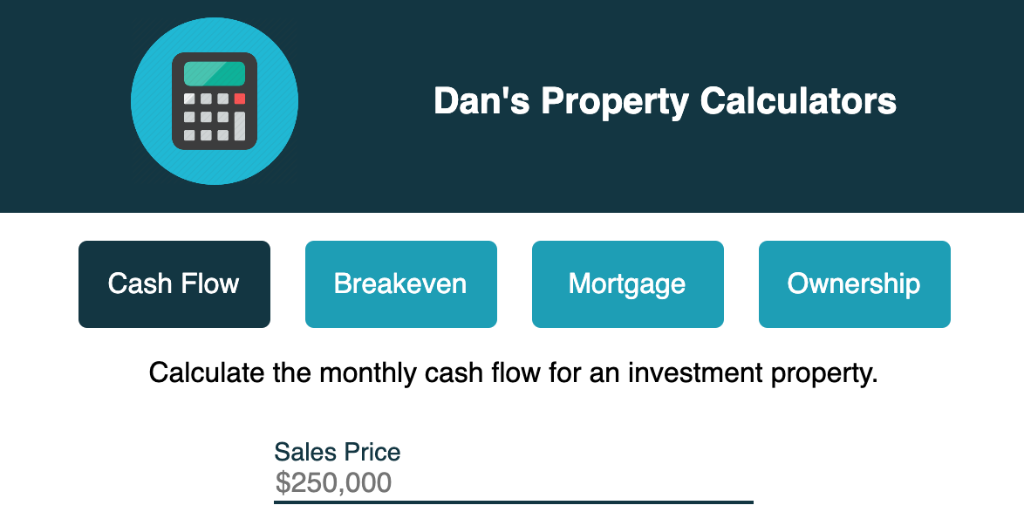 Dan's Property Calculators
Cash Flow
Breakeven
Mortgage
Ownership
Calculate the monthly cash flow for an investment property.
Sales Price
$250,000